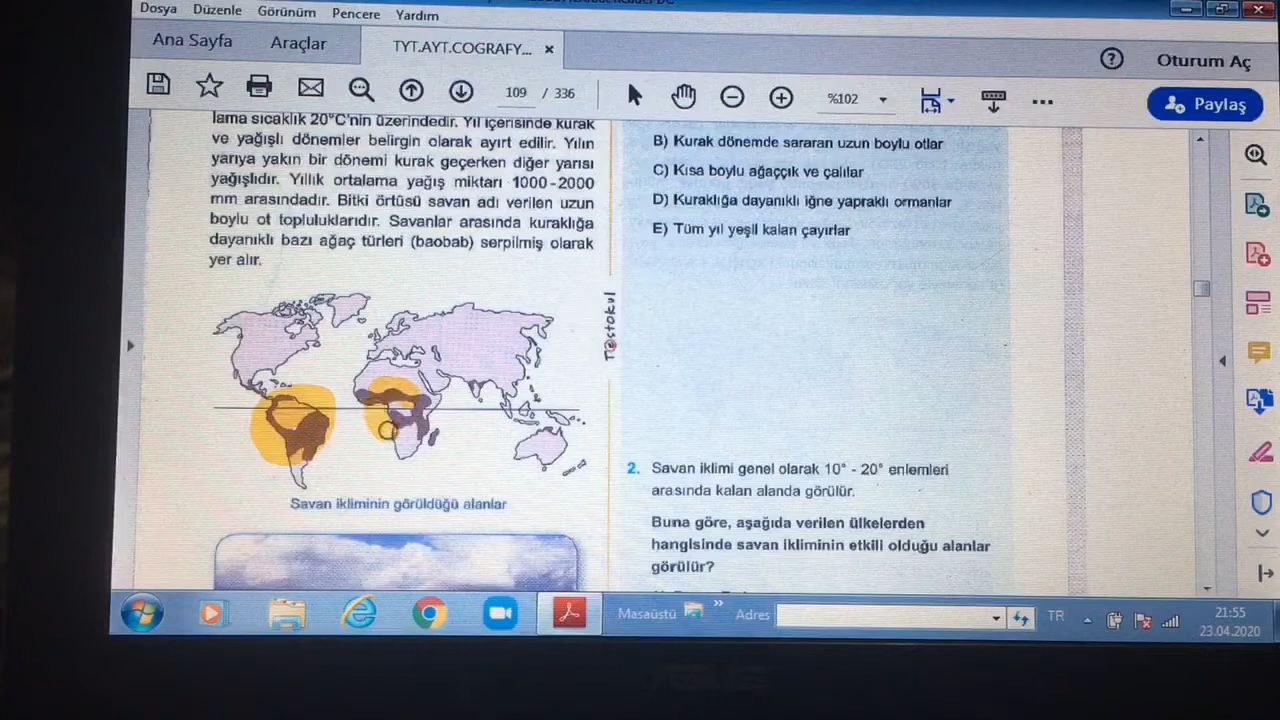 Dosya Düzenle Görünüm Pencere Yardım
Ana Sayfa Araçlar TYT.AYT.COGRAFY... Oturum Aç
109 / 336 %102 Paylaş
lama sıcaklık 20°C'nin üzerindedir. Yıl içerisinde kurak
ve yağışlı dönemler belirgin olarak ayırt edilir. Yılın
yarıya yakın bir dönemi kurak geçerken diğer yarısı
yağışlıdır. Yıllık ortalama yağış miktarı 1000-2000
mm arasındadır. Bitki örtüsü savan adı verilen uzun
boylu ot topluluklarıdır. Savanlar arasında kuraklığa
dayanıklı bazı ağaç türleri (baobab) serpilmiş olarak
yer alır.
Savan ikliminin görüldüğü alanlar
Testokul
B) Kurak dönemde sararan uzun boylu otlar
C) Kısa boylu ağaççık ve çalılar
D) Kuraklığa dayanıklı iğne yapraklı ormanlar
E) Tüm yıl yeşil kalan çayırlar
2. Savan iklimi genel olarak 10° - 20° enlemleri
arasında kalan alanda görülür.
Buna göre, aşağıda verilen ülkelerden
hangisinde savan ikliminin etkili olduğu alanlar
görülür?
Masaüstü Adres TR 21:55
23.04.2020
ASUS